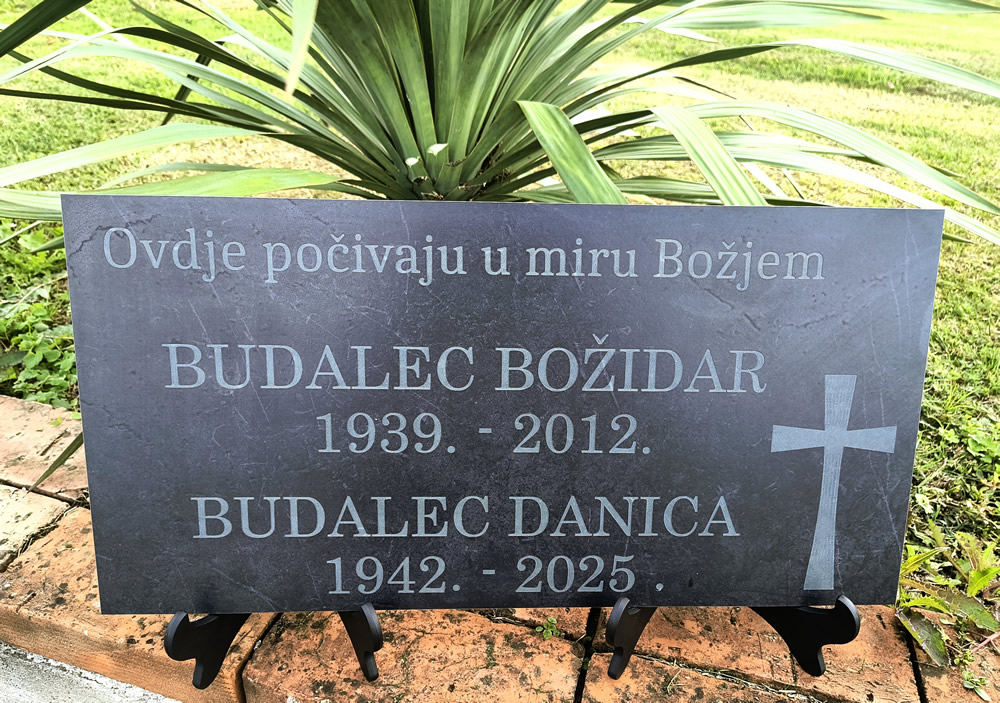 Ovdje počivaju u miru Božjem
BUDALEC BOŽIDAR
1939. - 2012.
BUDALEC DANICA
1942. - 2025 .